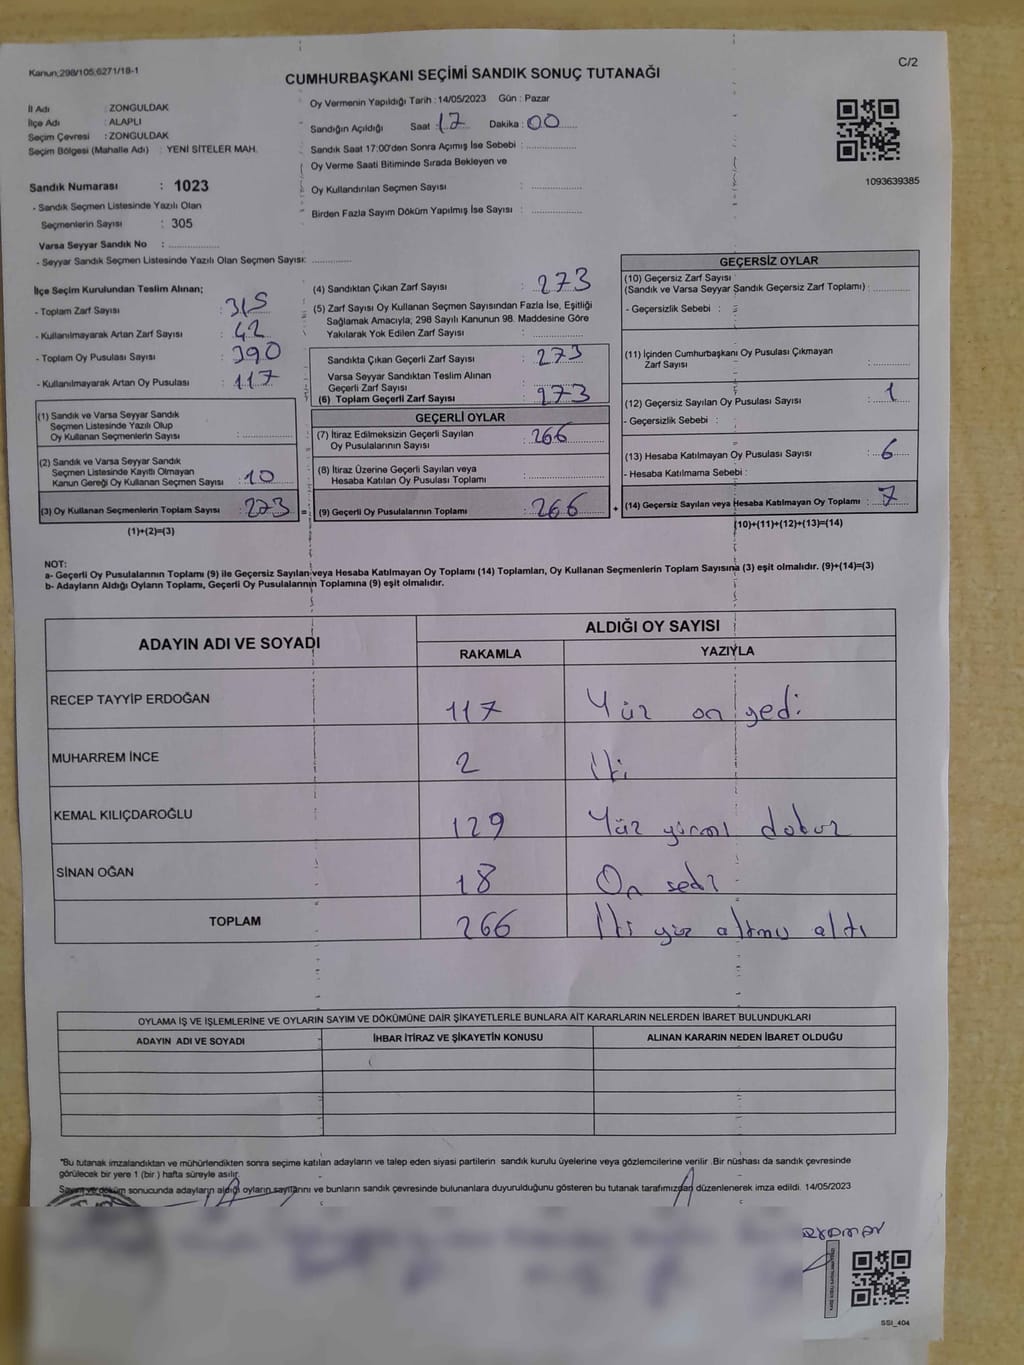 Kanun;298/105;6271/18-1
C/2
CUMHURBAŞKANI SEÇİMİ SANDIK SONUÇ TUTANAĞI
İl Adı : ZONGULDAK
İlçe Adı : ALAPLI
Seçim Çevresi : ZONGULDAK
Seçim Bölgesi (Mahalle Adı) : YENİ SİTELER MAH.
Oy Vermenin Yapıldığı Tarih : 14/05/2023 Gün : Pazar
Sandığın Açıldığı Saat : 17 Dakika : 00
Sandık Saat 17:00'den Sonra Açımış İse Sebebi :
Oy Verme Saati Bitiminde Sırada Bekleyen ve
Oy Kullandırılan Seçmen Sayısı :
Birden Fazla Sayım Döküm Yapılmış İse Sayısı :
1093639385
Sandık Numarası : 1023
- Sandık Seçmen Listesinde Yazılı Olan
Seçmenlerin Sayısı : 305
Varsa Seyyar Sandık No :
- Seyyar Sandık Seçmen Listesinde Yazılı Olan Seçmen Sayısı:
İlçe Seçim Kurulundan Teslim Alınan;
- Toplam Zarf Sayısı : 315
- Kullanılmayarak Artan Zarf Sayısı : 42
- Toplam Oy Pusulası Sayısı : 390
- Kullanılmayarak Artan Oy Pusulası : 117
(1) Sandık ve Varsa Seyyar Sandık
Seçmen Listesinde Yazılı Olup
Oy Kullanan Seçmenlerin Sayısı :
(2) Sandık ve Varsa Seyyar Sandık
Seçmen Listesinde Kayıtlı Olmayan
Kanun Gereği Oy Kullanan Seçmen Sayısı : 10
(3) Oy Kullanan Seçmenlerin Toplam Sayısı : 273
(1)+(2)=(3)
(4) Sandıktan Çıkan Zarf Sayısı : 273
(5) Zarf Sayısı Oy Kullanan Seçmen Sayısından Fazla İse, Eşitliği
Sağlamak Amacıyla, 298 Sayılı Kanunun 98. Maddesine Göre
Yakılarak Yok Edilen Zarf Sayısı :
Sandıkta Çıkan Geçerli Zarf Sayısı : 273
Varsa Seyyar Sandıktan Teslim Alınan
Geçerli Zarf Sayısı :
(6) Toplam Geçerli Zarf Sayısı : 273
GEÇERLİ OYLAR
(7) İtiraz Edilmeksizin Geçerli Sayılan
Oy Pusulalarının Sayısı : 266
(8) İtiraz Üzerine Geçerli Sayılan veya
Hesaba Katılan Oy Pusulası Toplamı :
= (9) Geçerli Oy Pusulalarının Toplamı : 266 +
GEÇERSİZ OYLAR
(10) Geçersiz Zarf Sayısı
(Sandık ve Varsa Seyyar Sandık Geçersiz Zarf Toplamı) :
- Geçersizlik Sebebi :
(11) İçinden Cumhurbaşkanı Oy Pusulası Çıkmayan
Zarf Sayısı :
(12) Geçersiz Sayılan Oy Pusulası Sayısı : 1
- Geçersizlik Sebebi :
(13) Hesaba Katılmayan Oy Pusulası Sayısı : 6
- Hesaba Katılmama Sebebi :
(14) Geçersiz Sayılan veya Hesaba Katılmayan Oy Toplamı : 7
(10)+(11)+(12)+(13)=(14)
NOT:
a- Geçerli Oy Pusulalarının Toplamı (9) ile Geçersiz Sayılan veya Hesaba Katılmayan Oy Toplamı (14) Toplamları, Oy Kullanan Seçmenlerin Toplam Sayısına (3) eşit olmalıdır. (9)+(14)=(3)
b- Adayların Aldığı Oyların Toplamı, Geçerli Oy Pusulalarının Toplamına (9) eşit olmalıdır.
ADAYIN ADI VE SOYADI ALDIĞI OY SAYISI
RAKAMLA YAZIYLA
RECEP TAYYİP ERDOĞAN 117 Yüz on yedi
MUHARREM İNCE 2 İki
KEMAL KILIÇDAROĞLU 129 Yüz yirmi dokuz
SİNAN OĞAN 18 On
TOPLAM 266 İki yüz altmış altı
OYLAMA İŞ VE İŞLEMLERİNE VE OYLARIN SAYIM VE DÖKÜMÜNE DAİR ŞİKAYETLERLE BUNLARA AİT KARARLARIN NELERDEN İBARET BULUNDUKLARI
ADAYIN ADI VE SOYADI İHBAR İTİRAZ VE ŞİKAYETİN KONUSU ALINAN KARARIN NEDEN İBARET OLDUĞU
*Bu tutanak imzalandıktan ve mühürlendikten sonra seçime katılan adayların ve talep eden siyasi partilerin sandık kurulu üyelerine veya gözlemcilerine verilir .Bir nüshası da sandık çevresinde
görülecek bir yere 1 (bir ) hafta süreyle asılır.
Sayım ve döküm sonucunda adayların aldığı oyların sayılarını ve bunların sandık çevresinde bulunanlara duyurulduğunu gösteren bu tutanak tarafımızdan düzenlenerek imza edildi. 14/05/2023
SSİ_404